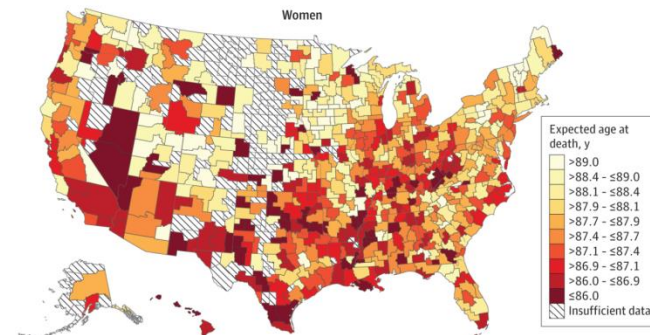 Women
Expected age at
death, y
>89.0
>88.4 - ≤89.0
>88.1 - ≤88.4
>87.9 - ≤88.1
>87.7 - ≤87.9
>87.4 - ≤87.7
>87.1 - ≤87.4
>86.9 - ≤87.1
>86.0 - ≤86.9
≤86.0
Insufficient data